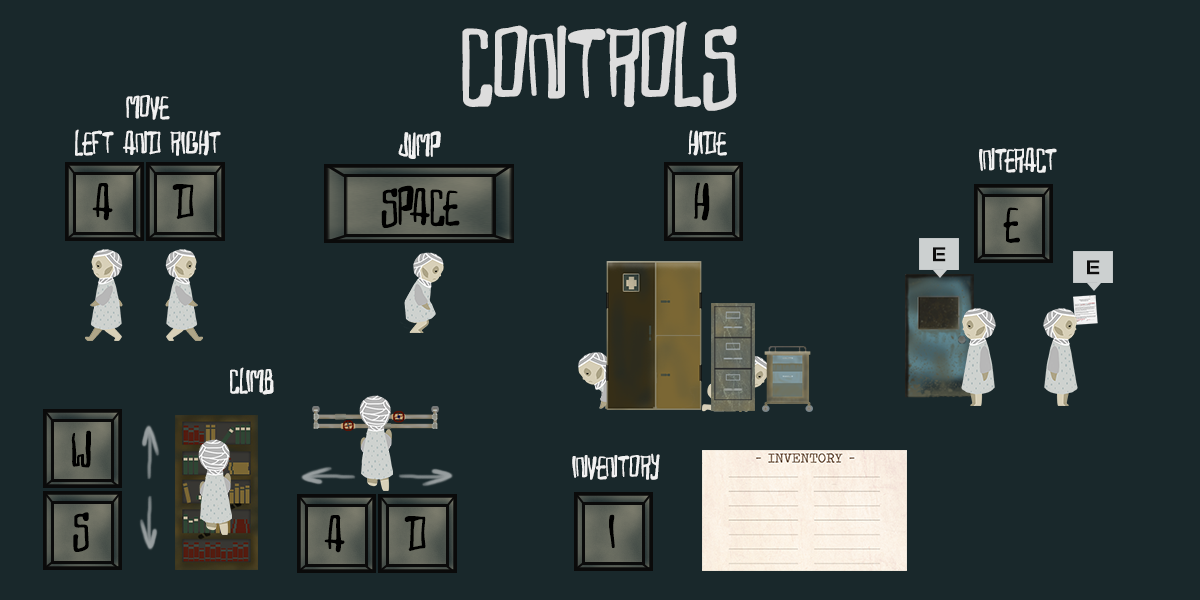 CONTROLS
MOVE
LEFT AND RIGHT
A D
JUMP
SPACE
HIDE
H
INTERACT
E
E
E
CLIMB
W
S
A D
INVENTORY
I
- INVENTORY -